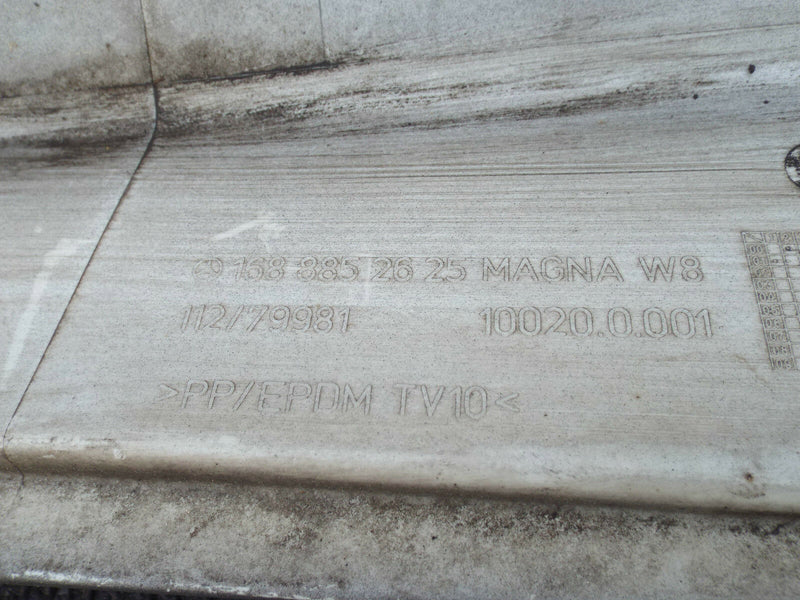 168 885 26 25 MAGNA W8
112/79981 10020.0.001
>PP/EPDM TV10<